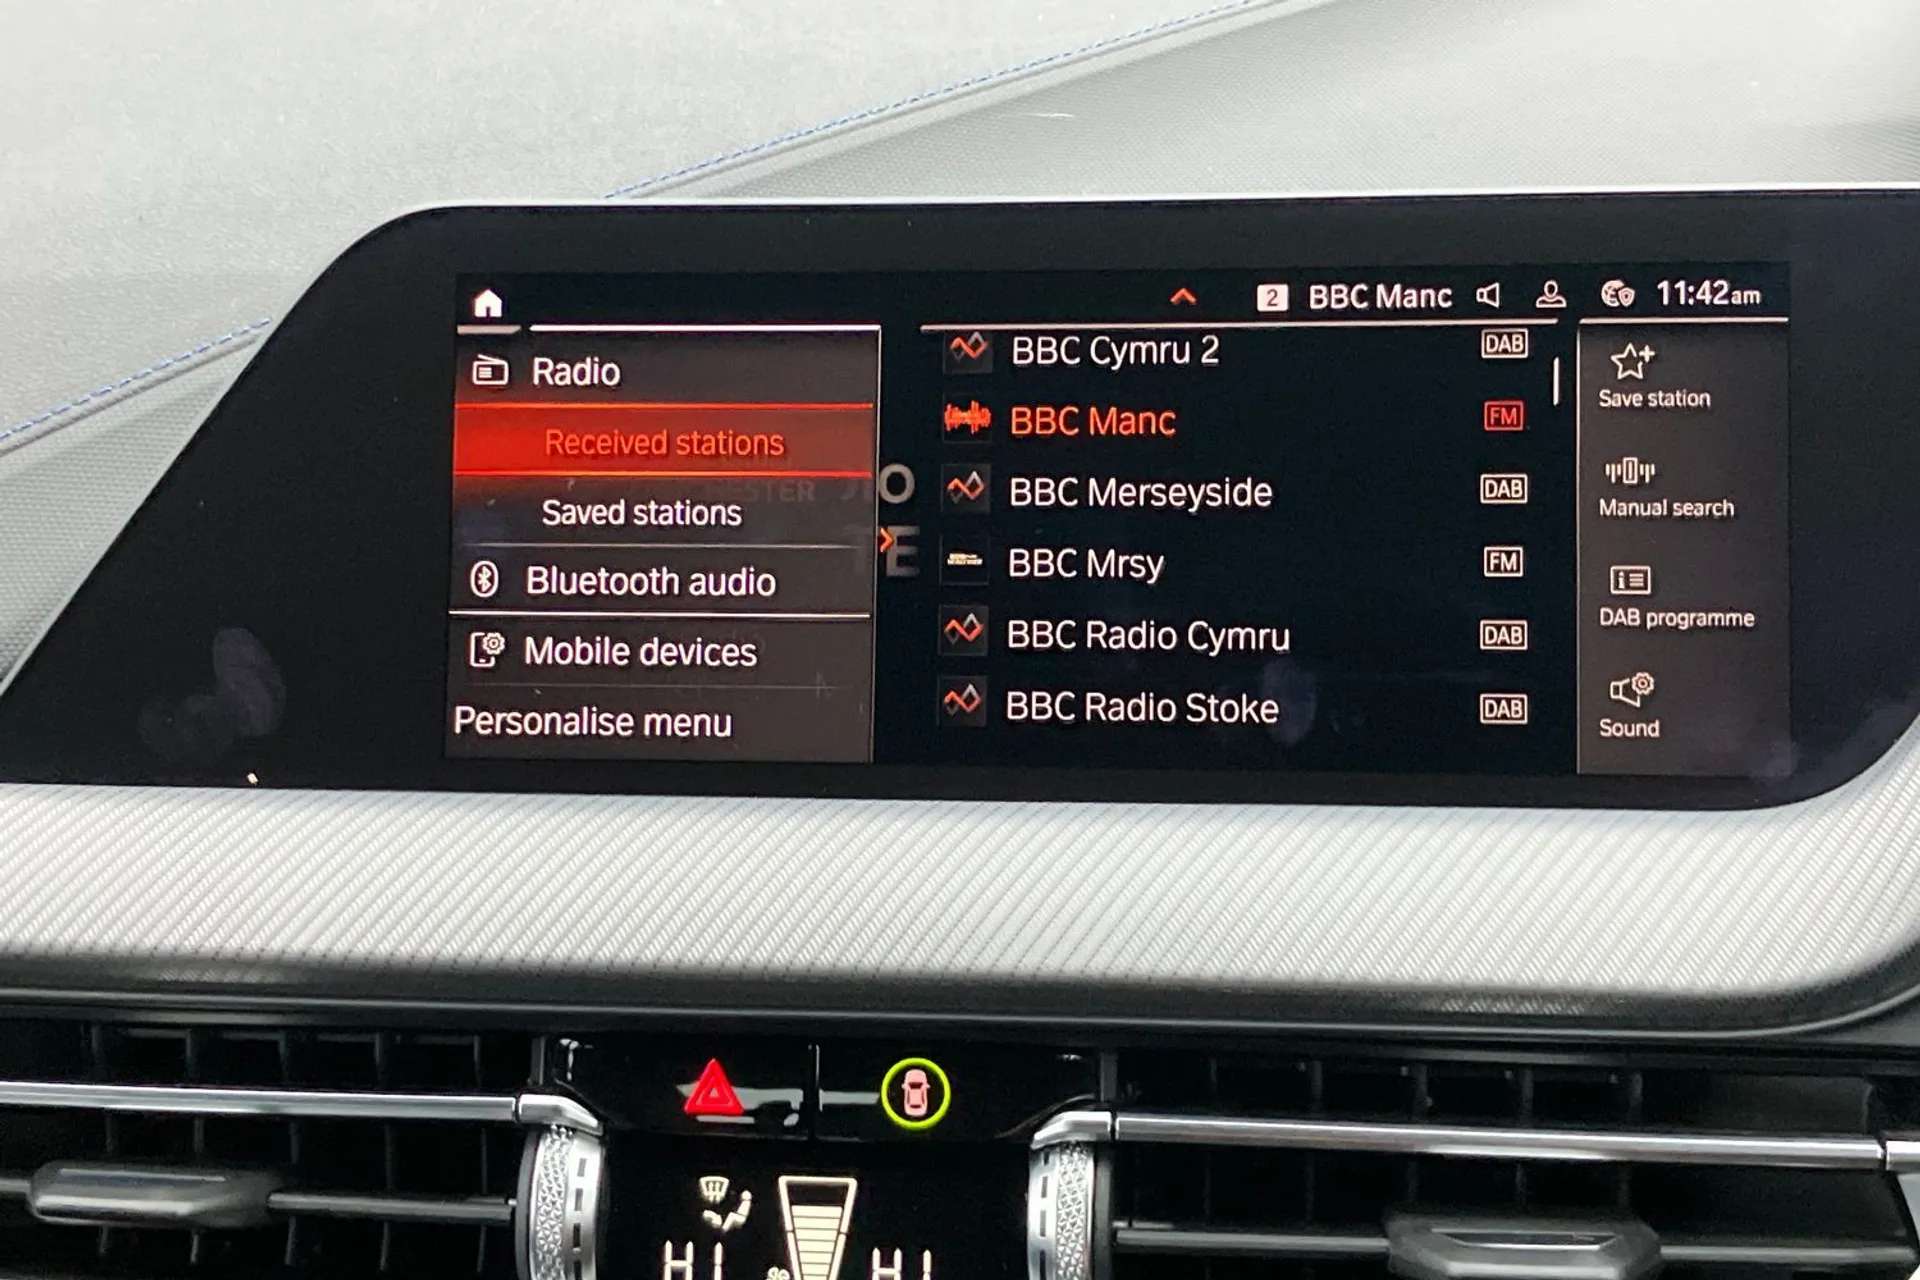 2 BBC Manc 11:42am
Radio
Received stations
Saved stations
Bluetooth audio
Mobile devices
Personalise menu
BBC Cymru 2 DAB
BBC Manc FM
BBC Merseyside DAB
BBC Mrsy FM
BBC Radio Cymru DAB
BBC Radio Stoke DAB
Save station
Manual search
DAB programme
Sound
HI HI